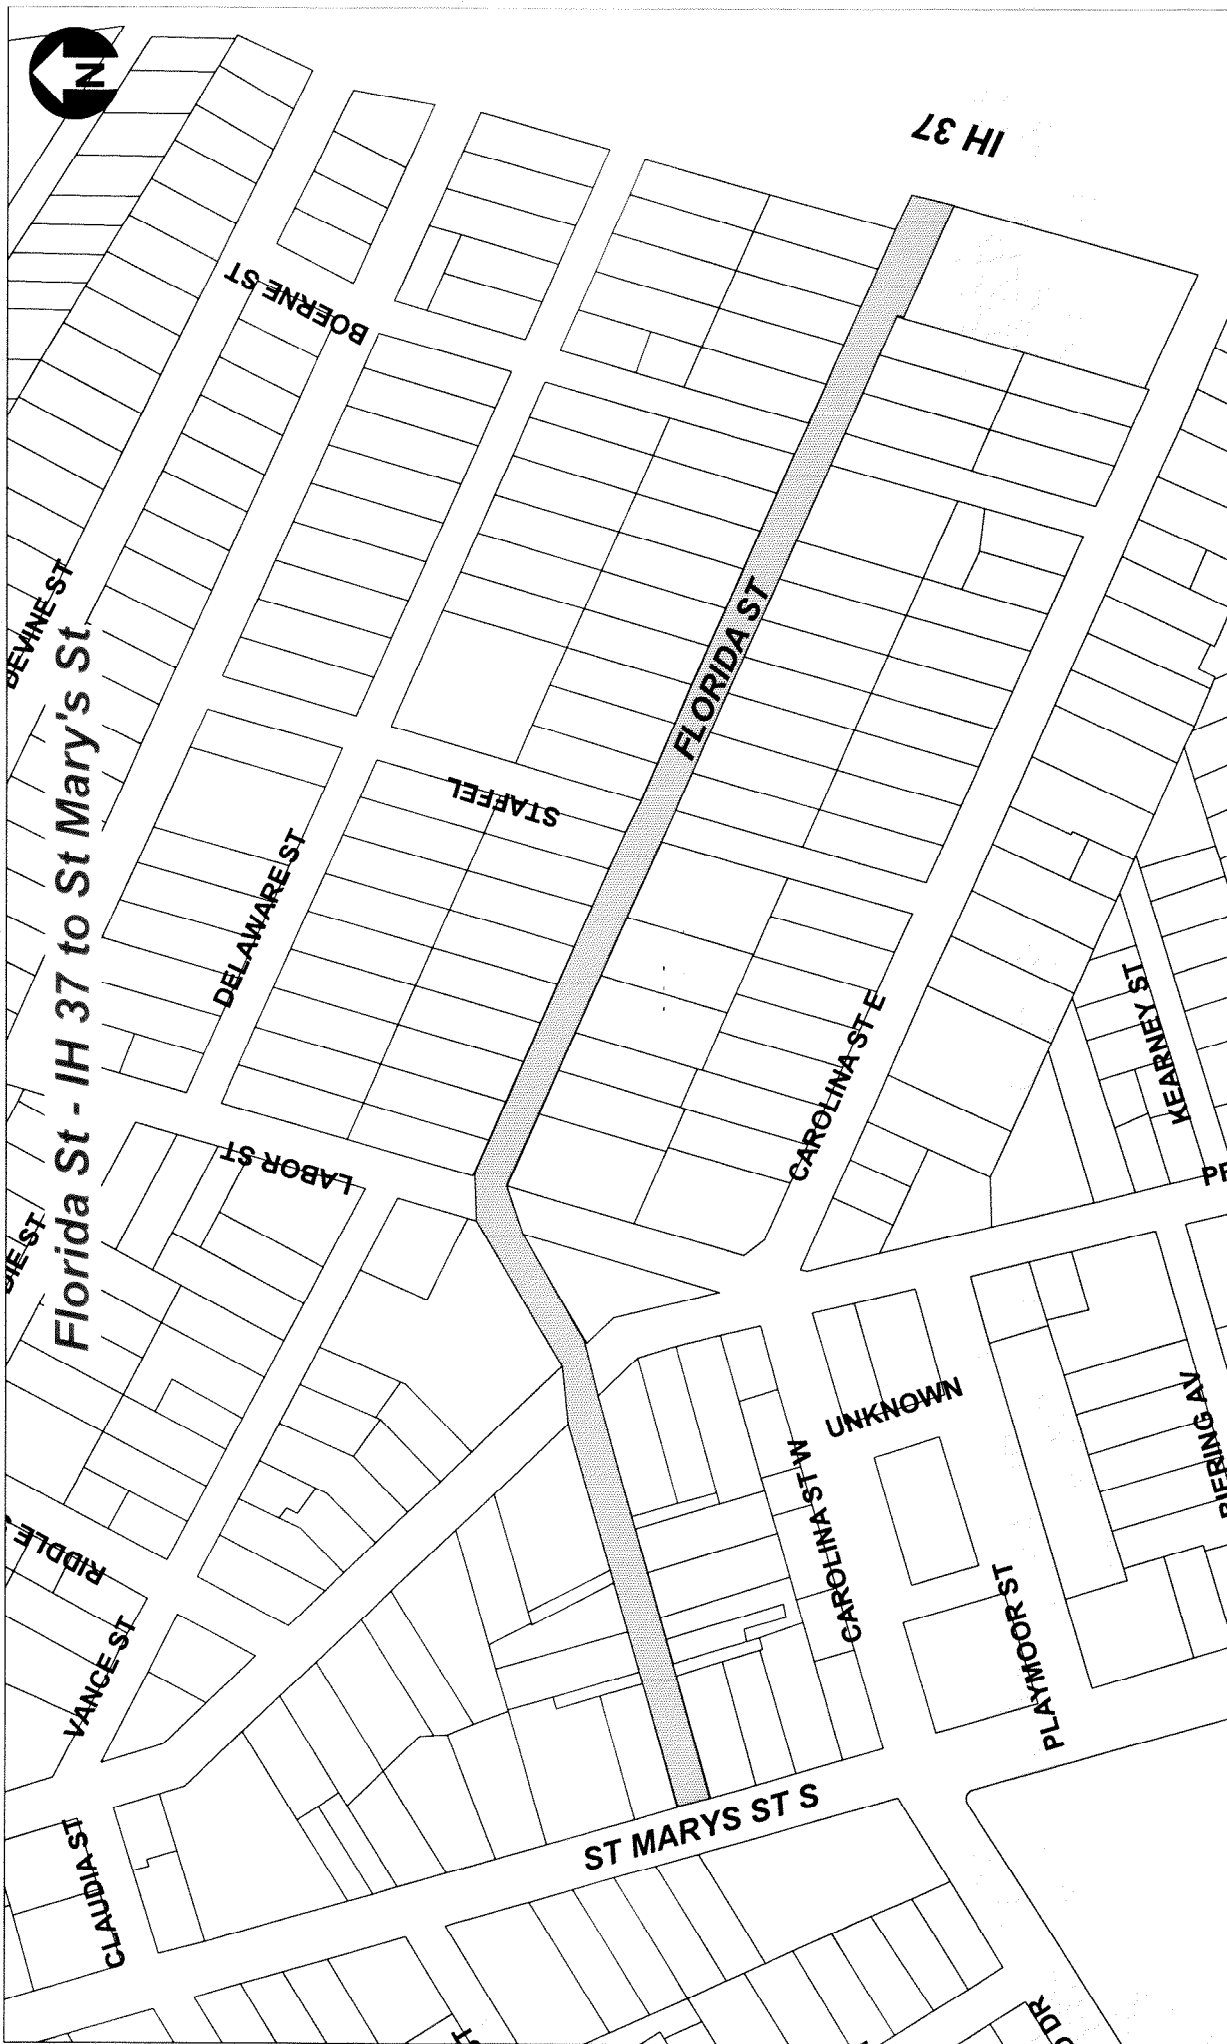 Florida St - IH 37 to St Mary's St
N
IH 37
BOERNE ST
DEVINE ST
FLORIDA ST
STAFFEL
DELAWARE ST
LABOR ST
CAROLINA ST E
KEARNEY ST
UNKNOWN
CAROLINA ST W
PLAYMOOR ST
RIDDLE
VANCE ST
ST MARYS ST S
CLAUDIA ST